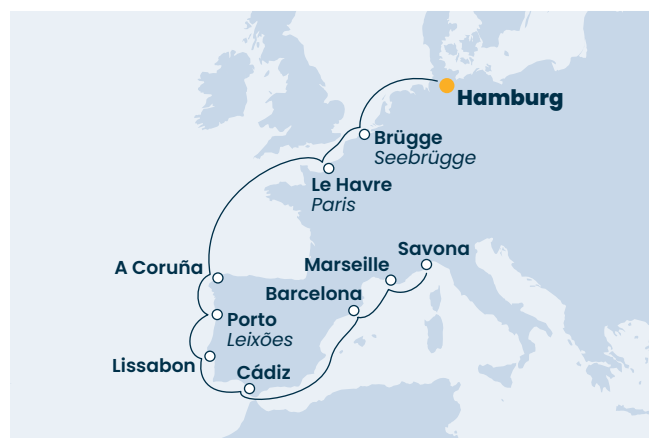 Hamburg
Brügge
Seebrügge
Le Havre
Paris
A Coruña
Savona
Marseille
Barcelona
Porto
Leixões
Lissabon
Cádiz